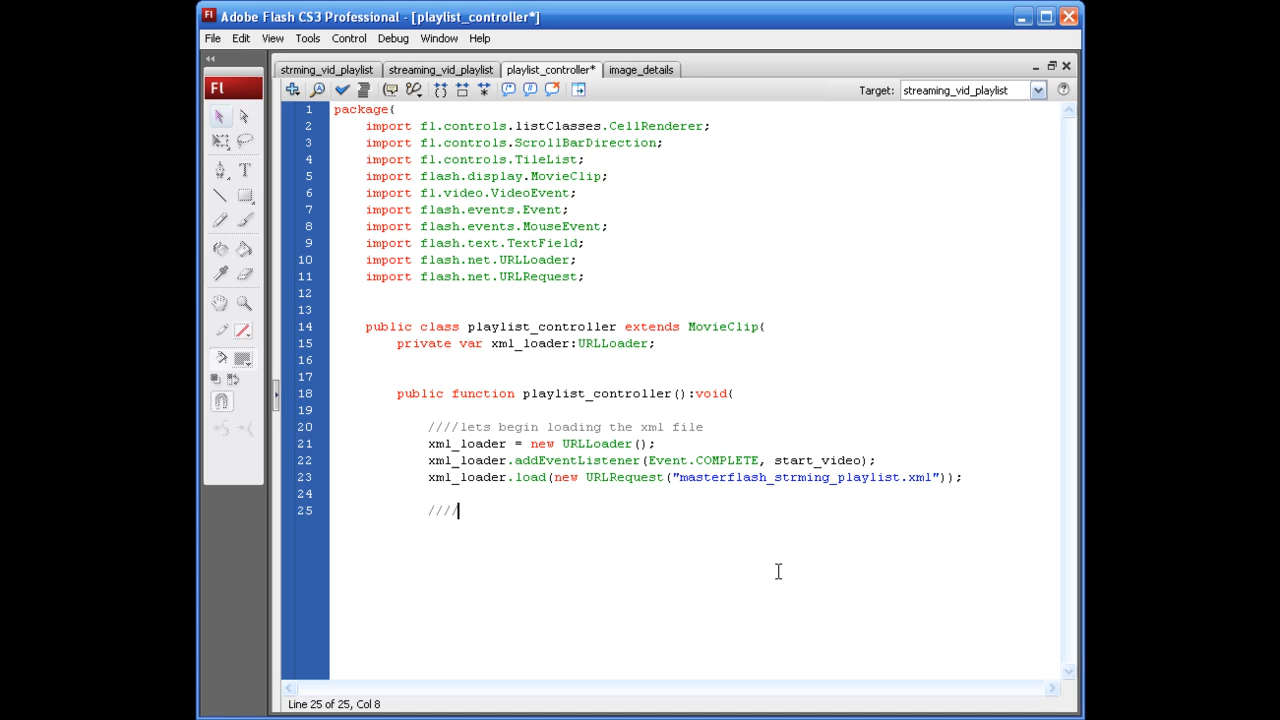 Fl Adobe Flash CS3 Professional - [playlist_controller*]
File Edit View Tools Control Debug Window Help
strming_vid_playlist streaming_vid_playlist playlist_controller* image_details
Fl
Target: streaming_vid_playlist
1 package{
2 import fl.controls.listClasses.CellRenderer;
3 import fl.controls.ScrollBarDirection;
4 import fl.controls.TileList;
5 import flash.display.MovieClip;
6 import fl.video.VideoEvent;
7 import flash.events.Event;
8 import flash.events.MouseEvent;
9 import flash.text.TextField;
10 import flash.net.URLLoader;
11 import flash.net.URLRequest;
12
13
14 public class playlist_controller extends MovieClip{
15 private var xml_loader:URLLoader;
16
17
18 public function playlist_controller():void{
19
20 ////lets begin loading the xml file
21 xml_loader = new URLLoader();
22 xml_loader.addEventListener(Event.COMPLETE, start_video);
23 xml_loader.load(new URLRequest("masterflash_strming_playlist.xml"));
24
25 ////
Line 25 of 25, Col 8